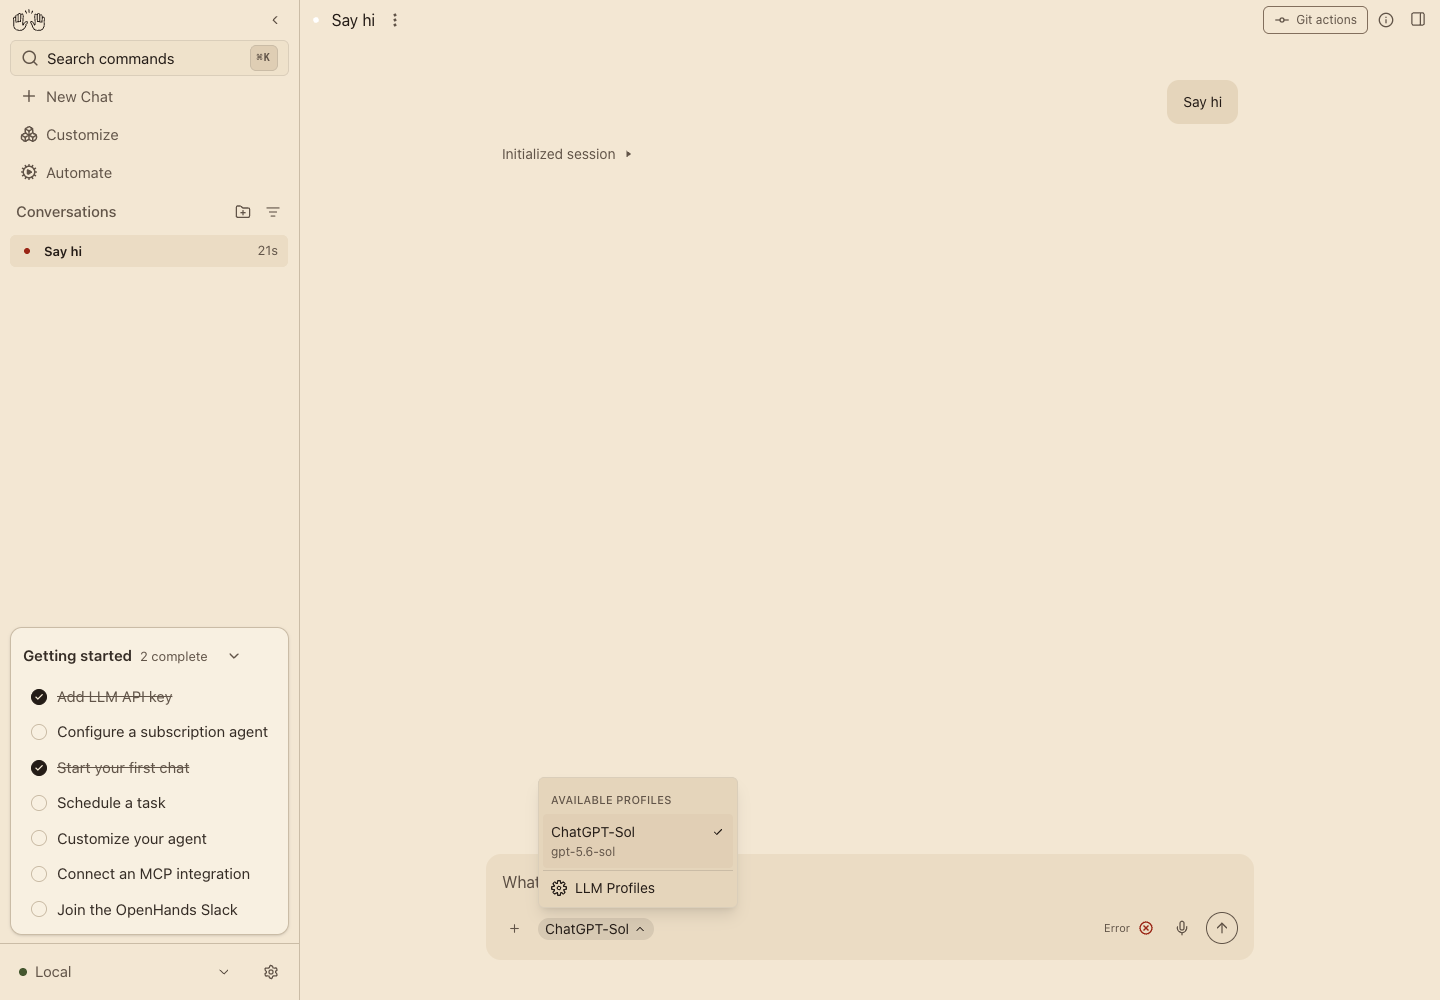 Search commands
⌘K
New Chat
Customize
Automate
Conversations
Say hi
21s
Getting started 2 complete
Add LLM API key
Configure a subscription agent
Start your first chat
Schedule a task
Customize your agent
Connect an MCP integration
Join the OpenHands Slack
Local
Say hi
Git actions
Say hi
Initialized session
AVAILABLE PROFILES
ChatGPT-Sol
gpt-5.6-sol
LLM Profiles
What
ChatGPT-Sol
Error